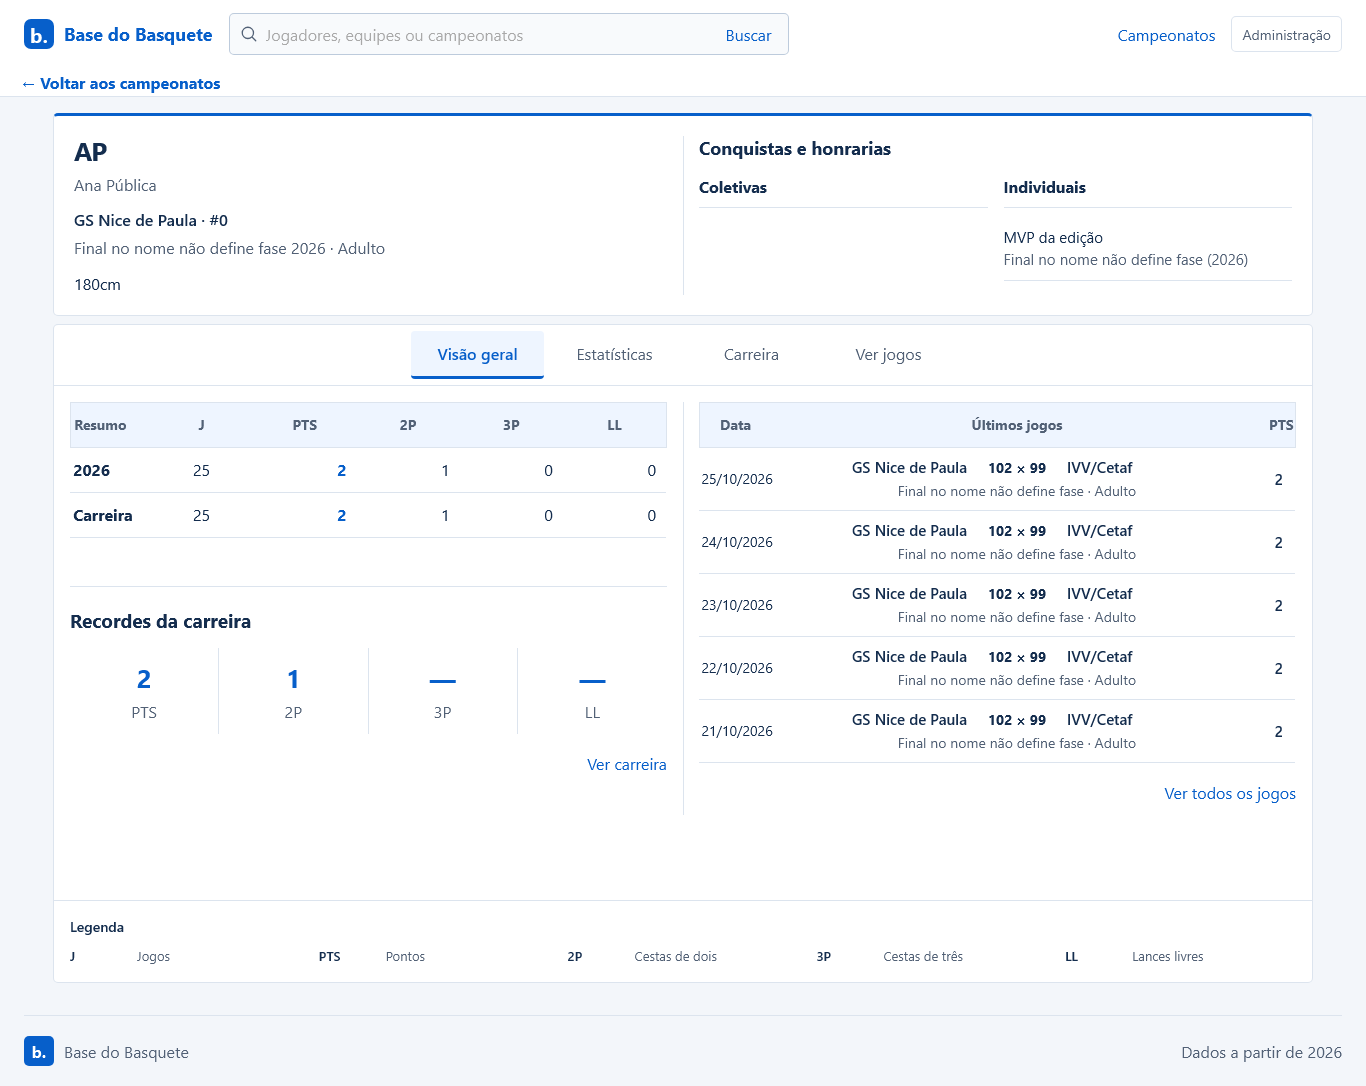 b. Base do Basquete
Jogadores, equipes ou campeonatos
Buscar
Campeonatos
Administração
← Voltar aos campeonatos
AP
Ana Pública
GS Nice de Paula · #0
Final no nome não define fase 2026 · Adulto
180cm
Conquistas e honrarias
Coletivas
Individuais
MVP da edição
Final no nome não define fase (2026)
Visão geral
Estatísticas
Carreira
Ver jogos
Resumo J PTS 2P 3P LL
2026 25 2 1 0 0
Carreira 25 2 1 0 0
Recordes da carreira
2 1 — —
PTS 2P 3P LL
Ver carreira
Data Últimos jogos PTS
25/10/2026 GS Nice de Paula 102 × 99 IVV/Cetaf 2
Final no nome não define fase · Adulto
24/10/2026 GS Nice de Paula 102 × 99 IVV/Cetaf 2
Final no nome não define fase · Adulto
23/10/2026 GS Nice de Paula 102 × 99 IVV/Cetaf 2
Final no nome não define fase · Adulto
22/10/2026 GS Nice de Paula 102 × 99 IVV/Cetaf 2
Final no nome não define fase · Adulto
21/10/2026 GS Nice de Paula 102 × 99 IVV/Cetaf 2
Final no nome não define fase · Adulto
Ver todos os jogos
Legenda
J Jogos PTS Pontos 2P Cestas de dois 3P Cestas de três LL Lances livres
b. Base do Basquete
Dados a partir de 2026